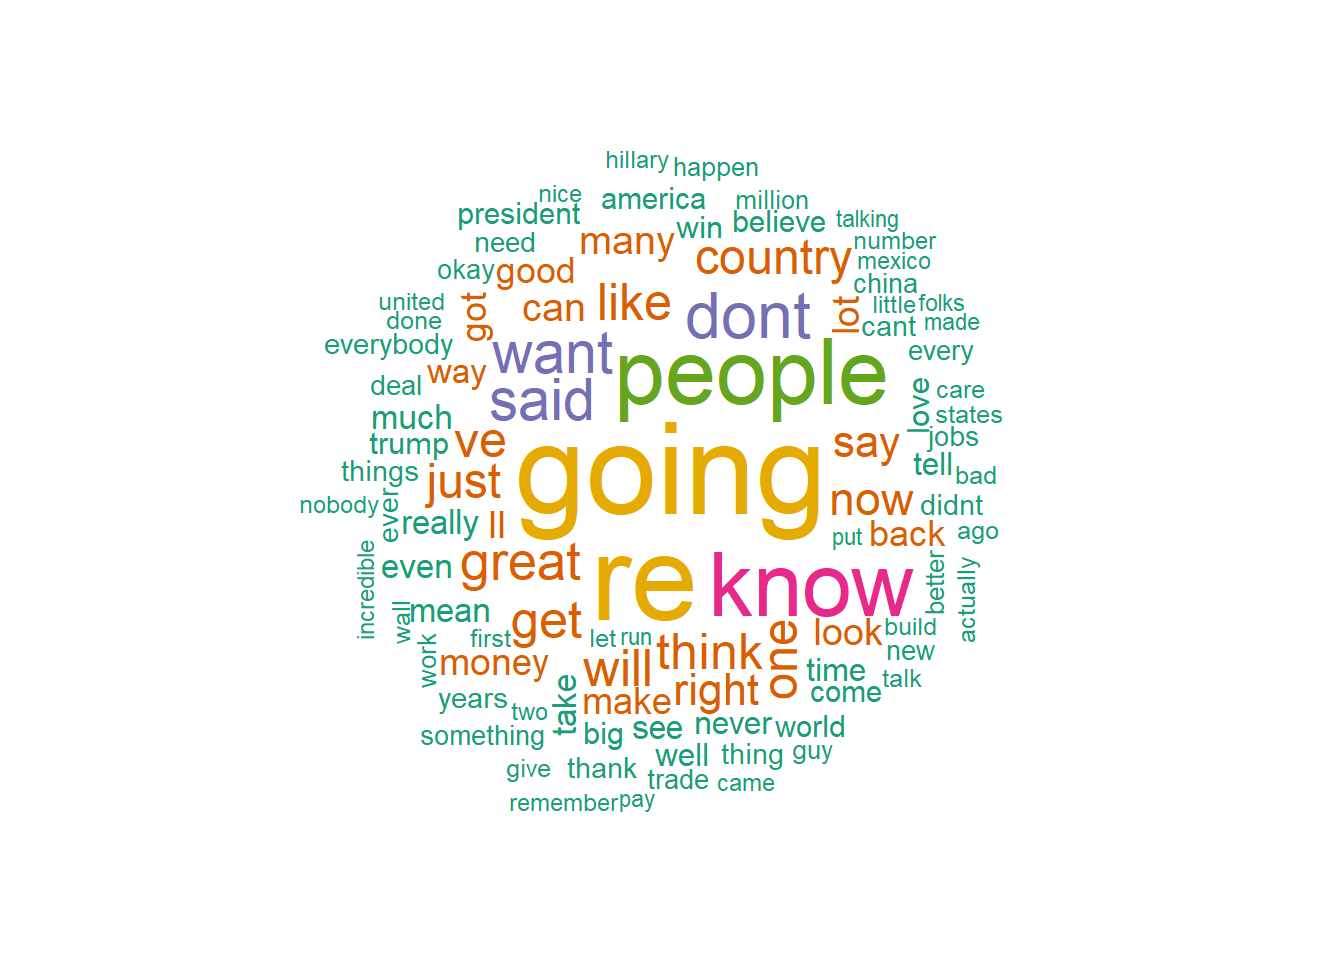 hillary
happen
nice
america
million
president
win
believe
talking
need
many
number
country
mexico
okay
good
china
united
got
can
like
dont
lot
little
folks
done
cant
made
everybody
want
people
every
deal
way
said
love
care
much
states
trump
ve
say
jobs
things
just
going
tell
bad
nobody
ever
really
ll
now
didnt
put
back
ago
incredible
even
great
re
know
better
actually
wall
mean
get
one
look
build
work
first
let
run
new
money
will
think
right
time
talk
years
two
take
make
come
something
big
see
never
world
well
thing
guy
give
thank
trade
came
remember
pay